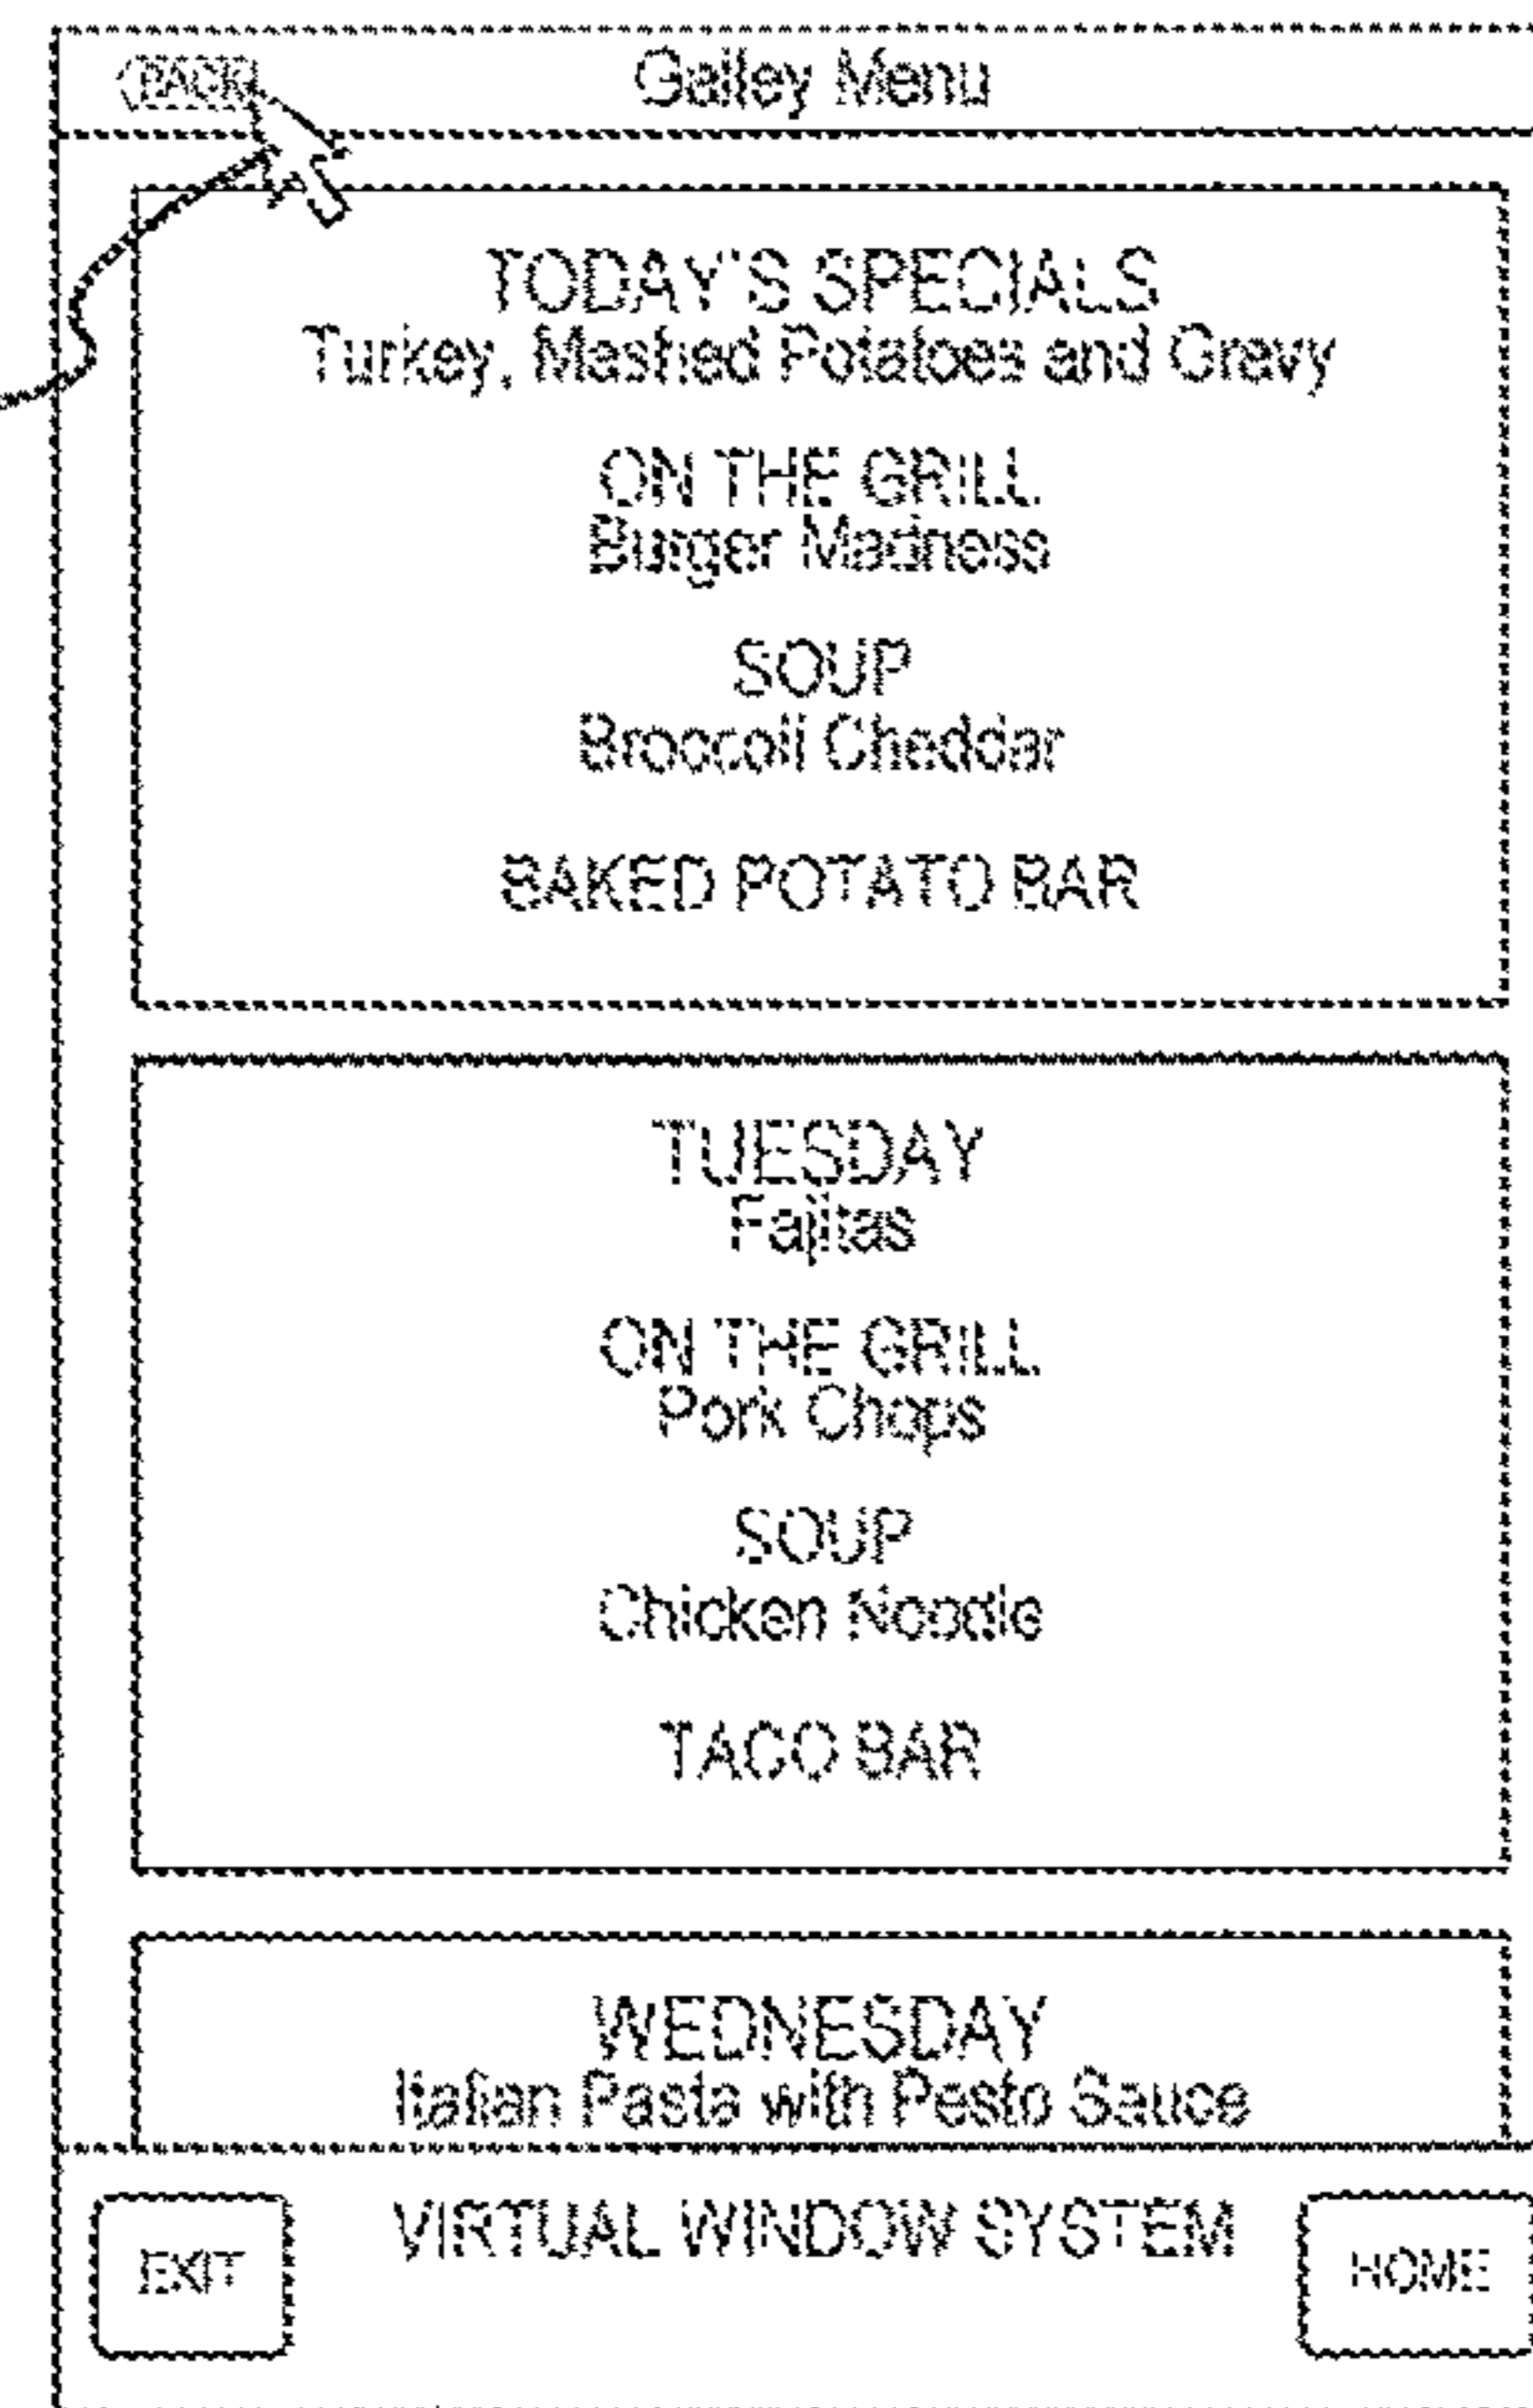 BACK
Galley Menu
TODAY'S SPECIALS
Turkey, Mashed Potatoes and Gravy
ON THE GRILL
Burger Madness
SOUP
Broccoli Cheddar
BAKED POTATO BAR
TUESDAY
Fajitas
ON THE GRILL
Pork Chops
SOUP
Chicken Noodle
TACO BAR
WEDNESDAY
Italian Pasta with Pesto Sauce
EXIT
VIRTUAL WINDOW SYSTEM
HOME